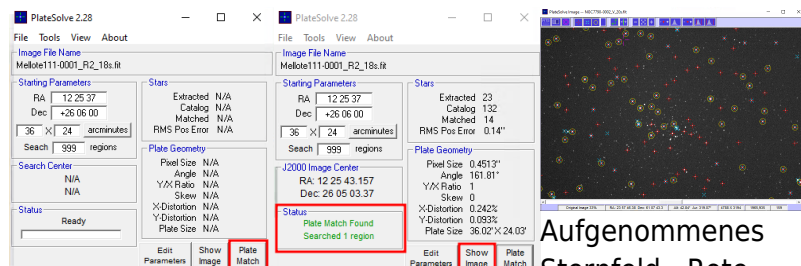 PlateSolve 2.28
File Tools View About
Image File Name
Mellote111-0001_R2_18s.fit
Starting Parameters
RA 12 25 37
Dec +26 06 00
36 X 24 arcminutes
Seach 999 regions
Search Center
N/A
N/A
Status
Ready
Stars
Extracted N/A
Catalog N/A
Matched N/A
RMS Pos Error N/A
Plate Geometry
Pixel Size N/A
Angle N/A
Y/X Ratio N/A
Skew N/A
X-Distortion N/A
Y-Distortion N/A
Plate Size N/A
Edit Parameters
Show Image
Plate Match
PlateSolve 2.28
File Tools View About
Image File Name
Mellote111-0001_R2_18s.fit
Starting Parameters
RA 12 25 37
Dec +26 06 00
36 X 24 arcminutes
Seach 999 regions
J2000 Image Center
RA: 12 25 43.157
Dec: 26 05 03.37
Status
Plate Match Found
Searched 1 region
Stars
Extracted 23
Catalog 132
Matched 14
RMS Pos Error 0.14"
Plate Geometry
Pixel Size 0.4513"
Angle 161.81°
Y/X Ratio 1
Skew 0
X-Distortion 0.242%
Y-Distortion 0.093%
Plate Size 36.02' X 24.03'
Edit Parameters
Show Image
Plate Match
Aufgenommenes